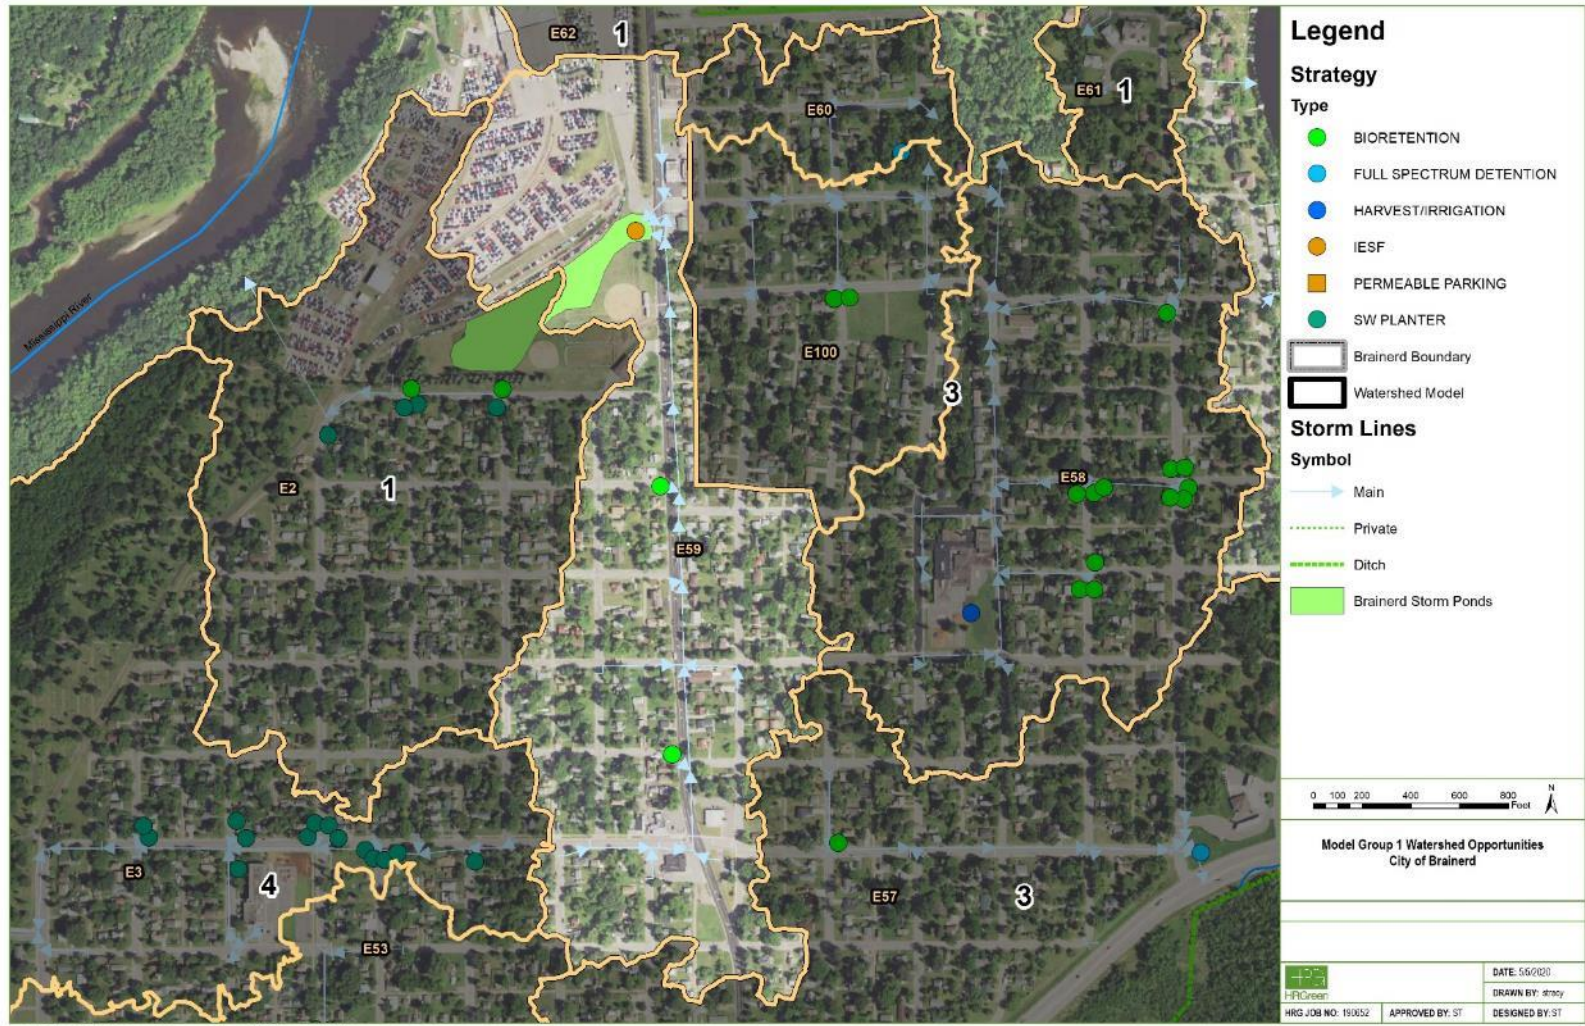 E62
1
E60
E61
1
Mississippi River
E100
3
E2
1
E58
E59
E3
4
E53
E57
3
Legend
Strategy
Type
BIORETENTION
FULL SPECTRUM DETENTION
HARVEST/IRRIGATION
IESF
PERMEABLE PARKING
SW PLANTER
Brainerd Boundary
Watershed Model
Storm Lines
Symbol
Main
Private
Ditch
Brainerd Storm Ponds
0 100 200 400 600 800
Feet
N
Model Group 1 Watershed Opportunities
City of Brainerd
HRGreen
DATE: 5/5/2020
DRAWN BY: stracy
HRG JOB NO: 190652
APPROVED BY: ST
DESIGNED BY: ST